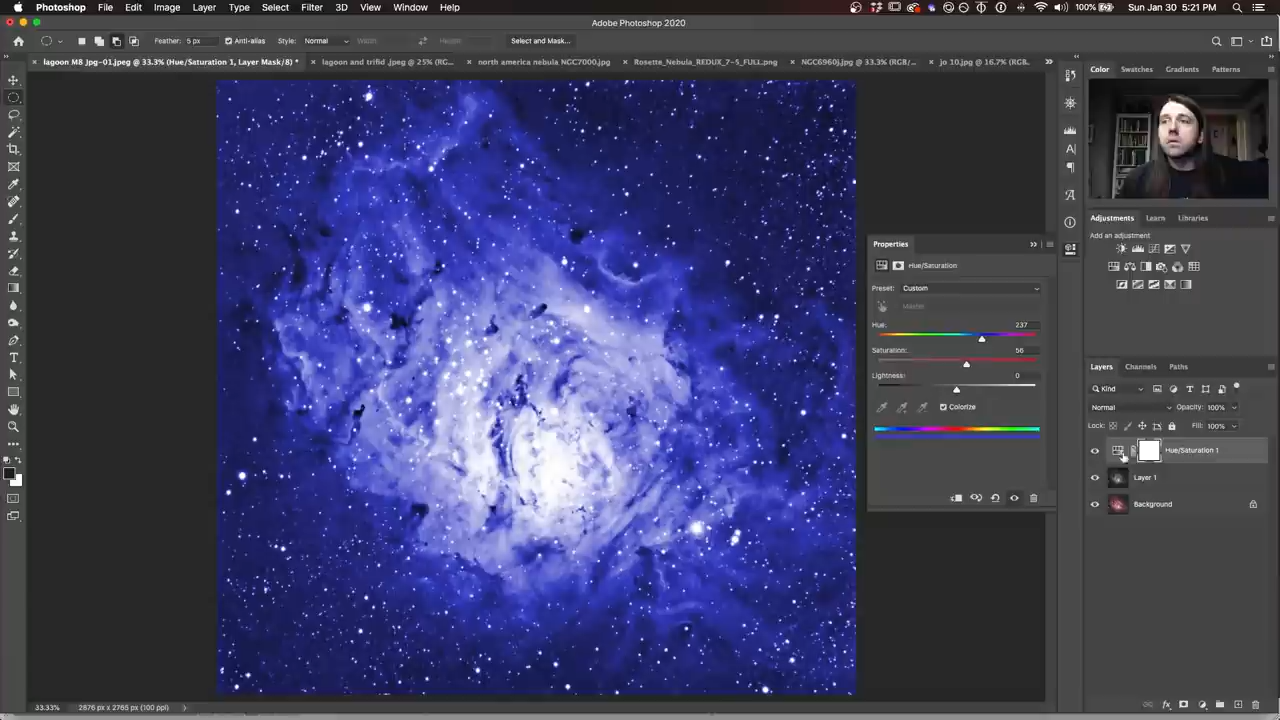 Photoshop File Edit Image Layer Type Select Filter 3D View Window Help 100% Sun Jan 30 5:21 PM
Adobe Photoshop 2020
Feather: 5 px Anti-alias Style: Normal Width: Height: Select and Mask...
lagoon M8 Jpg-01.jpeg @ 33.3% (Hue/Saturation 1, Layer Mask/8) * lagoon and trifid .jpeg @ 25% (RG... north america nebula NGC7000.jpg Rosette_Nebula_REDUX_7-5_FULL.png NGC6960j.jpg @ 33.3% (RGB/... jo 10.jpg @ 16.7% (RGB...
Color Swatches Gradients Patterns
Adjustments Learn Libraries
Add an adjustment
Properties
Hue/Saturation
Preset: Custom
Master
Hue: 237
Saturation: 56
Lightness: 0
Colorize
Layers Channels Paths
Kind
Normal Opacity: 100%
Lock: Fill: 100%
Hue/Saturation 1
Layer 1
Background
33.33% 2876 px x 2765 px (100 ppi)